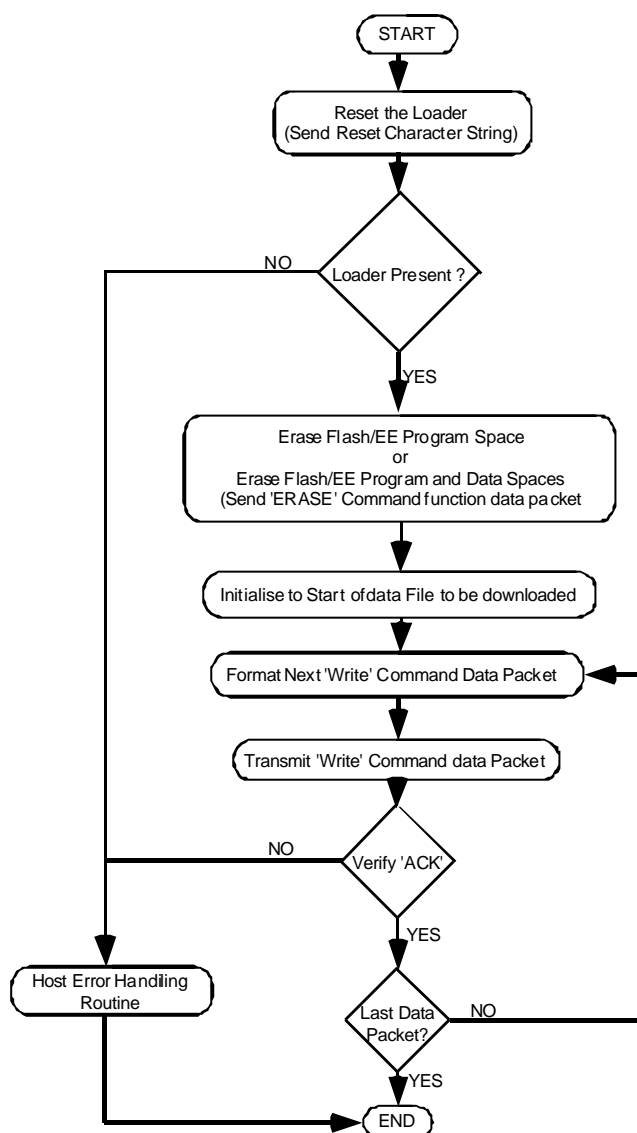 START
Reset the Loader
(Send Reset Character String)
NO
Loader Present ?
YES
Erase Flash/EE Program Space
or
Erase Flash/EE Program and Data Spaces
(Send 'ERASE' Command function data packet
Initialise to Start of data File to be downloaded
Format Next 'Write' Command Data Packet
Transmit 'Write' Command data Packet
NO
Verify 'ACK'
YES
Host Error Handiling
Routine
Last Data
Packet?
NO
YES
END